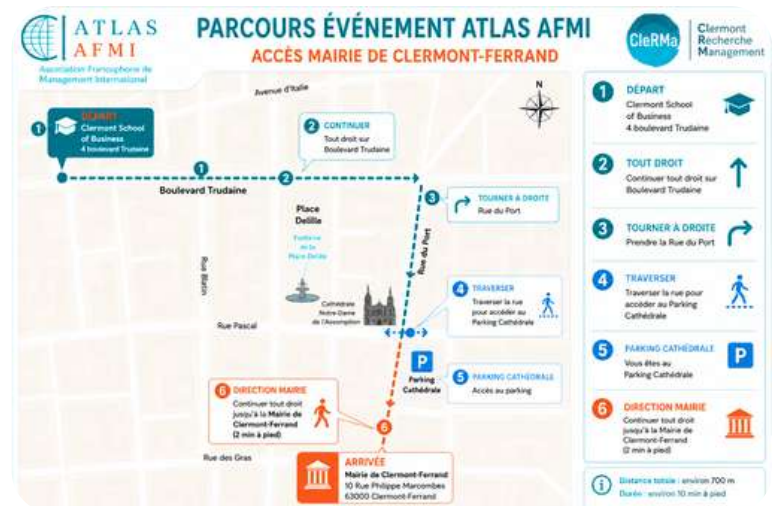 ATLAS
AFMI
Association Francophone de
Management International
PARCOURS ÉVÉNEMENT ATLAS AFMI
ACCÈS MAIRIE DE CLERMONT-FERRAND
CleRMa
Clermont
Recherche
Management
Avenue d'Italie
N
1
DÉPART
Clermont School
of Business
4 boulevard Trudaine
2 CONTINUER
Tout droit sur
Boulevard Trudaine
1
2
Boulevard Trudaine
3
TOURNER À DROITE
Rue du Port
Place
Delille
Fontaine
de la
Place Delille
Rue du Port
Rue Blatin
Cathédrale
Notre-Dame
de l'Assomption
4
TRAVERSER
Traverser la rue
pour accéder au
Parking Cathédrale
Rue Pascal
P
Parking
Cathédrale
5 PARKING CATHÉDRALE
Accès au parking
6 DIRECTION MAIRIE
Continuer tout droit
jusqu'à la Mairie de
Clermont-Ferrand
(2 min à pied)
6
Rue des Gras
ARRIVÉE
Mairie de Clermont-Ferrand
10 Rue Philippe Marcombes
63000 Clermont-Ferrand
1 DÉPART
Clermont School
of Business
4 boulevard Trudaine
2 TOUT DROIT
Continuer tout droit sur
Boulevard Trudaine
3 TOURNER À DROITE
Prendre la Rue du Port
4 TRAVERSER
Traverser la rue pour
accéder au Parking
Cathédrale
5 PARKING CATHÉDRALE
Vous êtes au
Parking Cathédrale
P
6 DIRECTION MAIRIE
Continuer tout droit
jusqu'à la Mairie de
Clermont-Ferrand
(2 min à pied)
Distance totale : environ 700 m
Durée : environ 10 min à pied